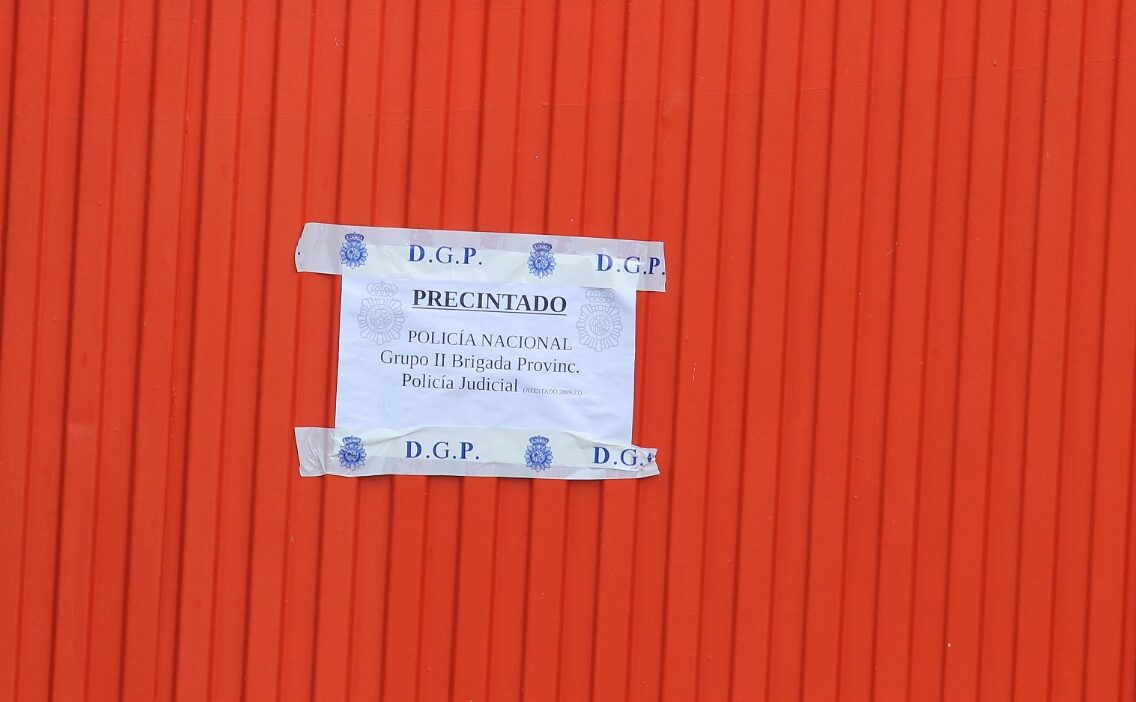 D.G.P. D.G.P.
PRECINTADO
POLICÍA NACIONAL
Grupo II Brigada Provinc.
Policía Judicial
D.G.P. D.G.